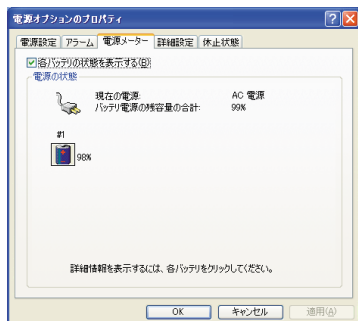 電源オプションのプロパティ
電源設定 アラーム 電源メーター 詳細設定 休止状態
各バッテリの状態を表示する(B)
電源の状態
現在の電源: AC 電源
バッテリ電源の残容量の合計: 99%
#1
98%
詳細情報を表示するには、各バッテリをクリックしてください。
OK キャンセル 適用(A)